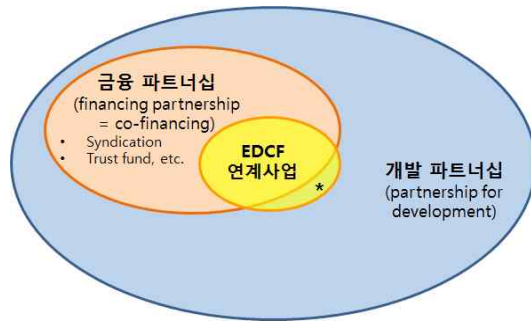 금융 파트너십
(financing partnership
= co-financing)
• Syndication
• Trust fund, etc.
EDCF
연계사업
*
개발 파트너십
(partnership for
development)